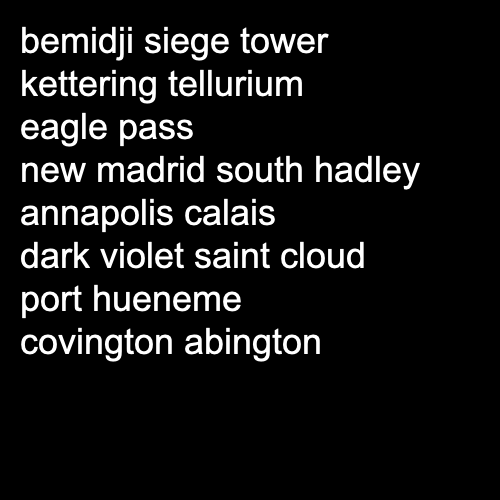 bemidji siege tower
kettering tellurium
eagle pass
new madrid south hadley
annapolis calais
dark violet saint cloud
port hueneme
covington abington